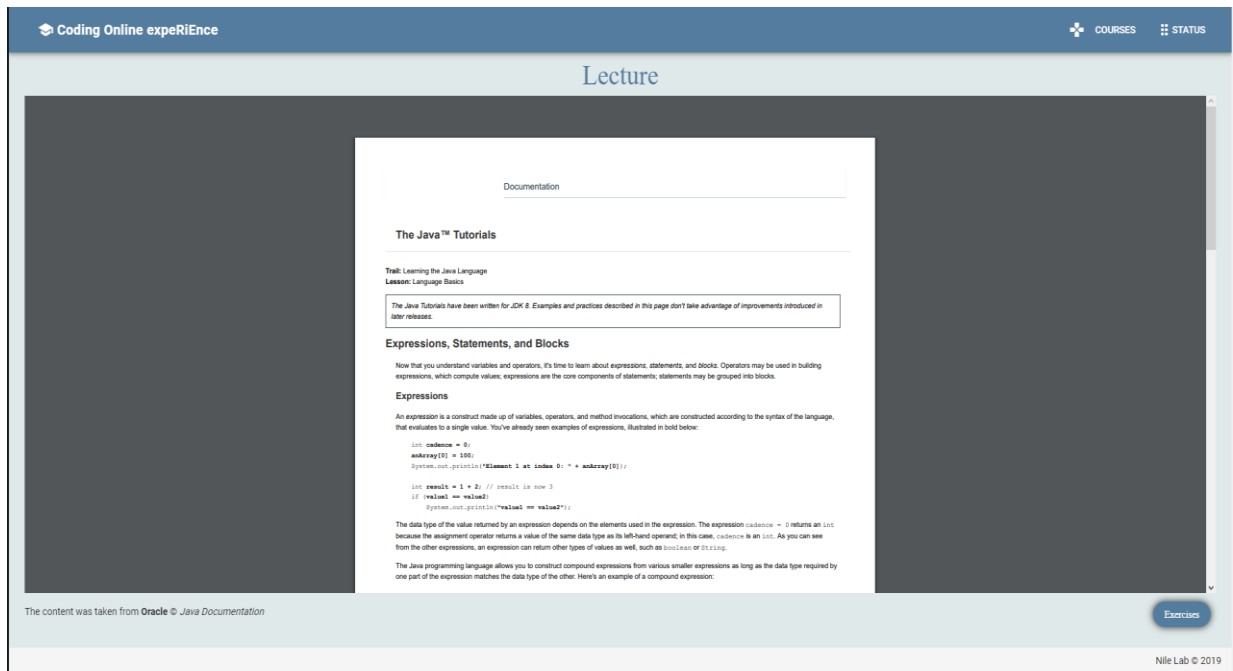 Coding Online expeRiEnce
COURSES
STATUS
Lecture
Documentation
The Java™ Tutorials
Trail: Learning the Java Language
Lesson: Language Basics
The Java Tutorials have been written for JDK 8. Examples and practices described in this page don't take advantage of improvements introduced in
later releases.
Expressions, Statements, and Blocks
Now that you understand variables and operators, it's time to learn about expressions, statements, and blocks. Operators may be used in building
expressions, which compute values; expressions are the core components of statements; statements may be grouped into blocks.
Expressions
An expression is a construct made up of variables, operators, and method invocations, which are constructed according to the syntax of the language,
that evaluates to a single value. You've already seen examples of expressions, illustrated in bold below:
int cadence = 0;
anArray[0] = 100;
System.out.println("Element 1 at index 0: " + anArray[0]);
int result = 1 + 2; // result is now 3
if (value1 == value2)
System.out.println("value1 == value2");
The data type of the value returned by an expression depends on the elements used in the expression. The expression cadence = 0 returns an int
because the assignment operator returns a value of the same data type as its left-hand operand; in this case, cadence is an int. As you can see
from the other expressions, an expression can return other types of values as well, such as boolean or String.
The Java programming language allows you to construct compound expressions from various smaller expressions as long as the data type required by
one part of the expression matches the data type of the other. Here's an example of a compound expression:
The content was taken from Oracle © Java Documentation
Exercises
Nile Lab © 2019